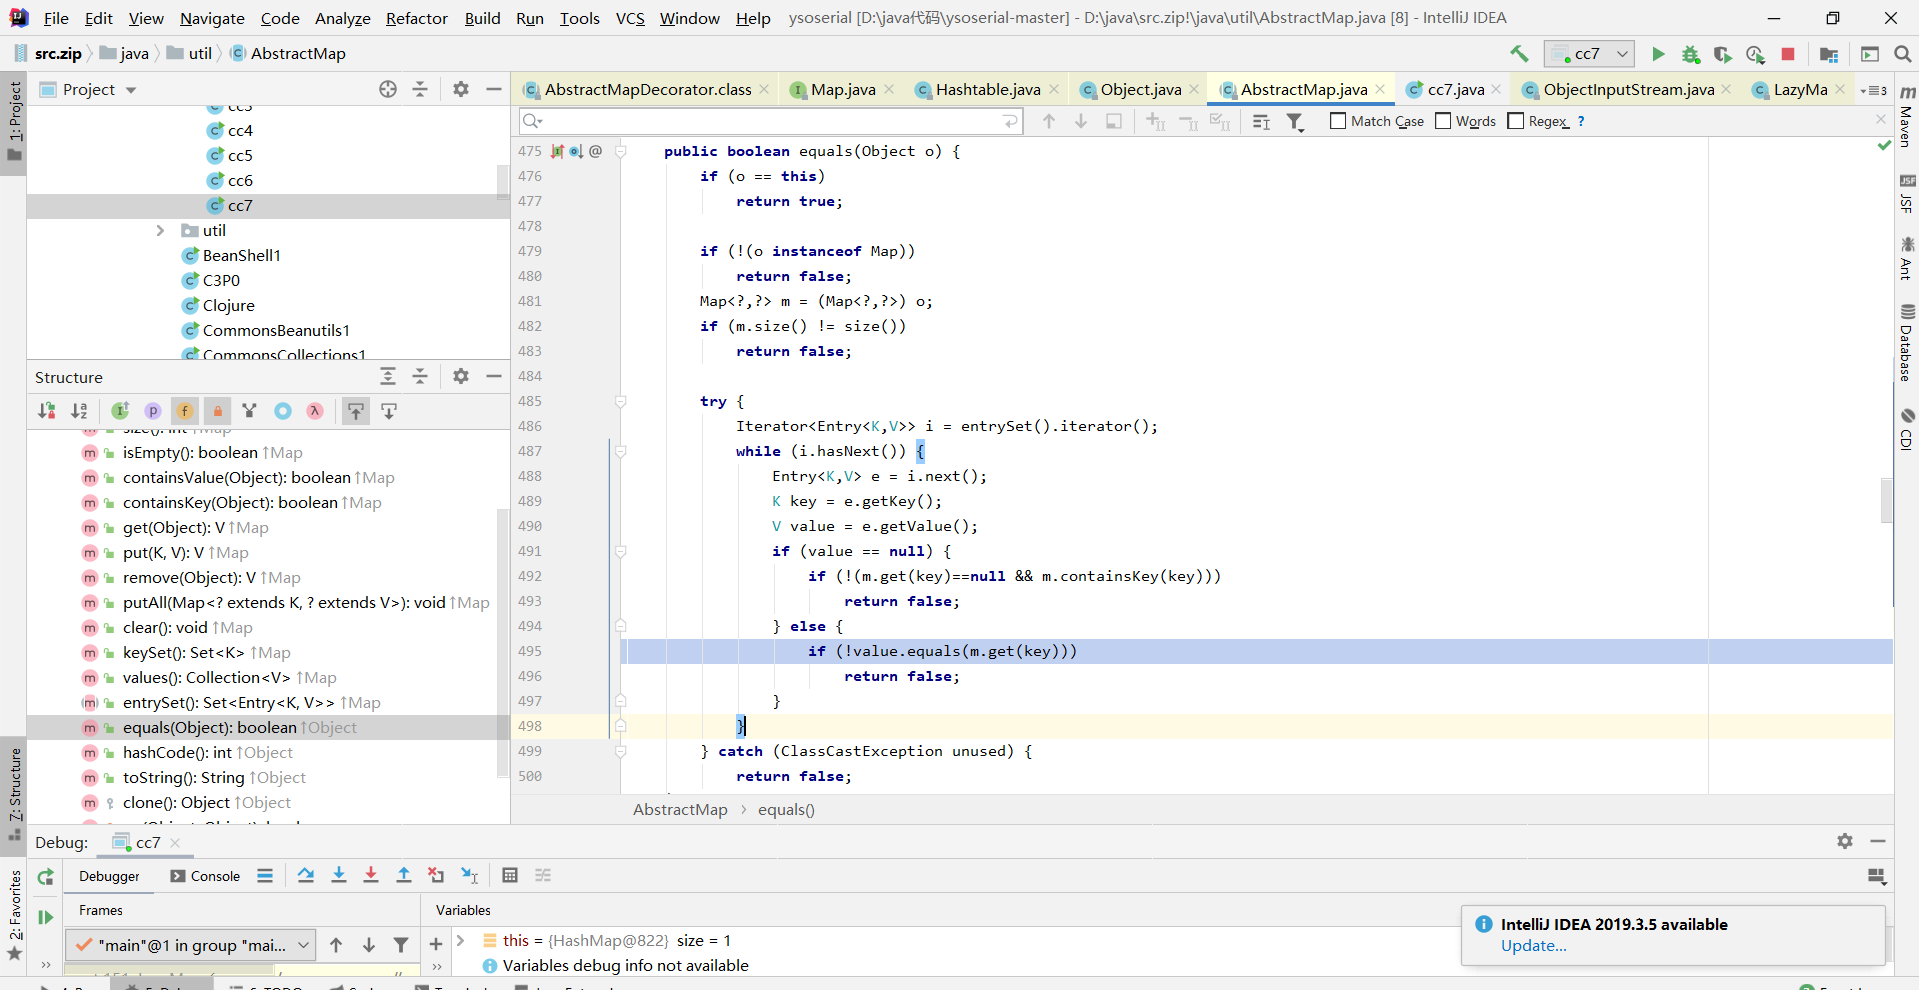 File Edit View Navigate Code Analyze Refactor Build Run Tools VCS Window Help ysoserial [D:\java代码\ysoserial-master] - D:\java\src.zip!\java\util\AbstractMap.java [8] - IntelliJ IDEA
src.zip java util AbstractMap
cc7
1: Project
Project
cc4
cc5
cc6
cc7
util
BeanShell1
C3P0
Clojure
CommonsBeanutils1
CommonsCollections1
Structure
size(): int ↑Map
isEmpty(): boolean ↑Map
containsValue(Object): boolean ↑Map
containsKey(Object): boolean ↑Map
get(Object): V ↑Map
put(K, V): V ↑Map
remove(Object): V ↑Map
putAll(Map<? extends K, ? extends V>): void ↑Map
clear(): void ↑Map
keySet(): Set<K> ↑Map
values(): Collection<V> ↑Map
entrySet(): Set<Entry<K, V>> ↑Map
equals(Object): boolean ↑Object
hashCode(): int ↑Object
toString(): String ↑Object
clone(): Object ↑Object
7: Structure
2: Favorites
AbstractMapDecorator.class Map.java Hashtable.java Object.java AbstractMap.java cc7.java ObjectInputStream.java LazyMa
Match Case Words Regex ?
475 public boolean equals(Object o) {
476 if (o == this)
477 return true;
478
479 if (!(o instanceof Map))
480 return false;
481 Map<?,?> m = (Map<?,?>) o;
482 if (m.size() != size())
483 return false;
484
485 try {
486 Iterator<Entry<K,V>> i = entrySet().iterator();
487 while (i.hasNext()) {
488 Entry<K,V> e = i.next();
489 K key = e.getKey();
490 V value = e.getValue();
491 if (value == null) {
492 if (!(m.get(key)==null && m.containsKey(key)))
493 return false;
494 } else {
495 if (!value.equals(m.get(key)))
496 return false;
497 }
498 }
499 } catch (ClassCastException unused) {
500 return false;
AbstractMap > equals()
Maven
JSF
Ant
Database
CDI
Debug: cc7
Debugger Console
Frames
Variables
"main"@1 in group "mai...
this = {HashMap@822} size = 1
Variables debug info not available
IntelliJ IDEA 2019.3.5 available
Update...